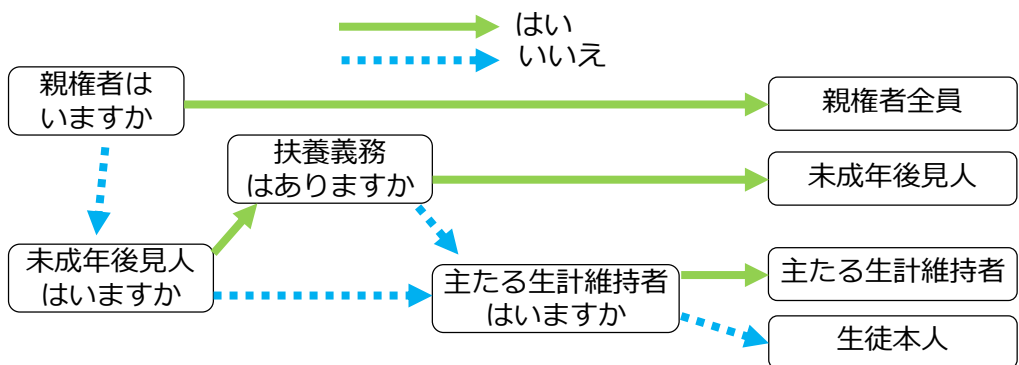 はい
いいえ
親権者は
いますか
親権者全員
扶養義務
はありますか
未成年後見人
未成年後見人
はいますか
主たる生計維持者
はいますか
主たる生計維持者
生徒本人